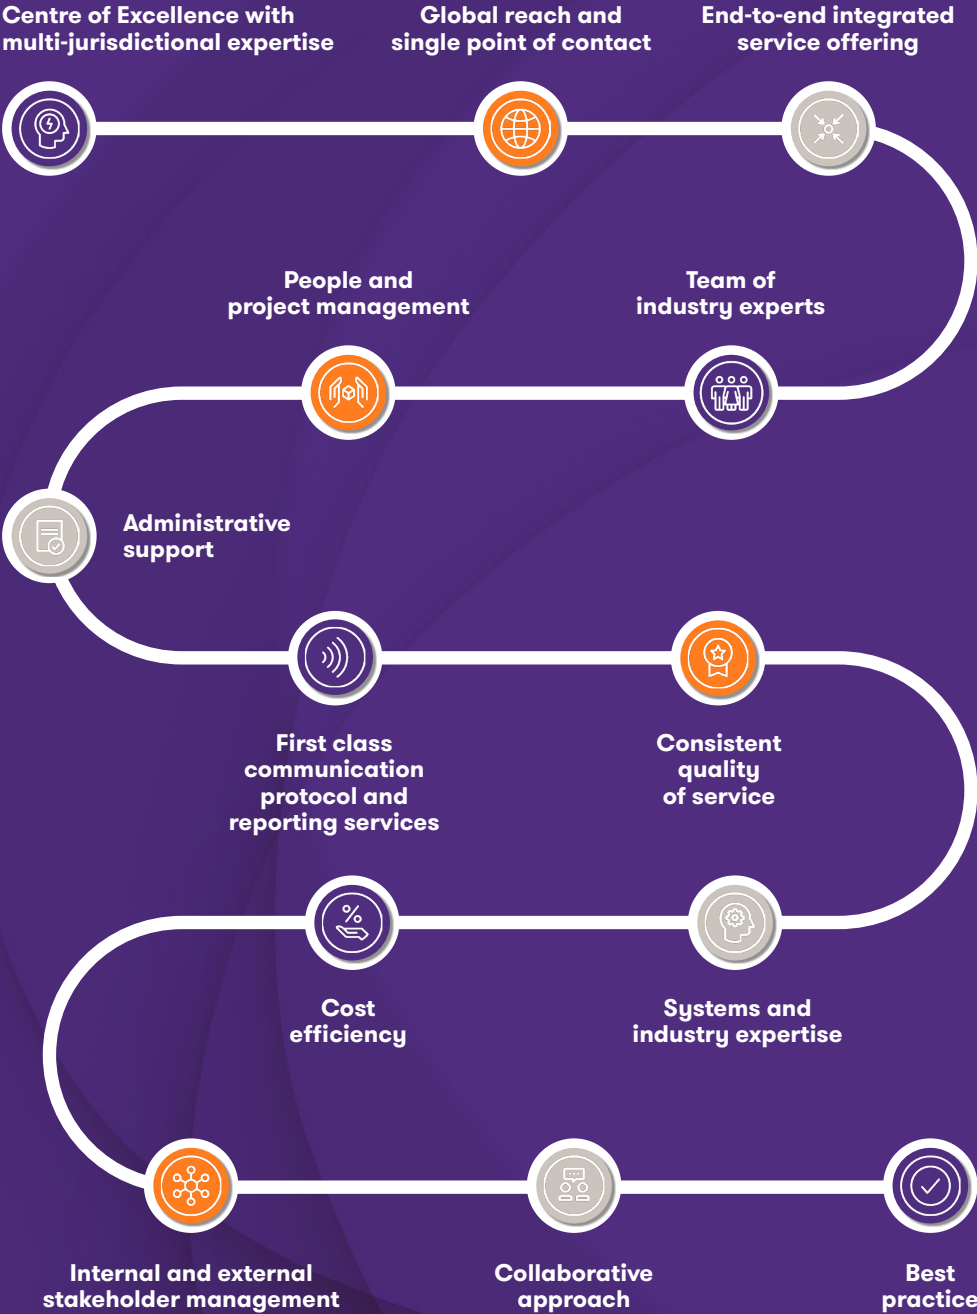 Centre of Excellence with
multi-jurisdictional expertise
Global reach and
single point of contact
End-to-end integrated
service offering
People and
project management
Team of
industry experts
Administrative
support
First class
communication
protocol and
reporting services
Consistent
quality
of service
Cost
efficiency
Systems and
industry expertise
Internal and external
stakeholder management
Collaborative
approach
Best
practice